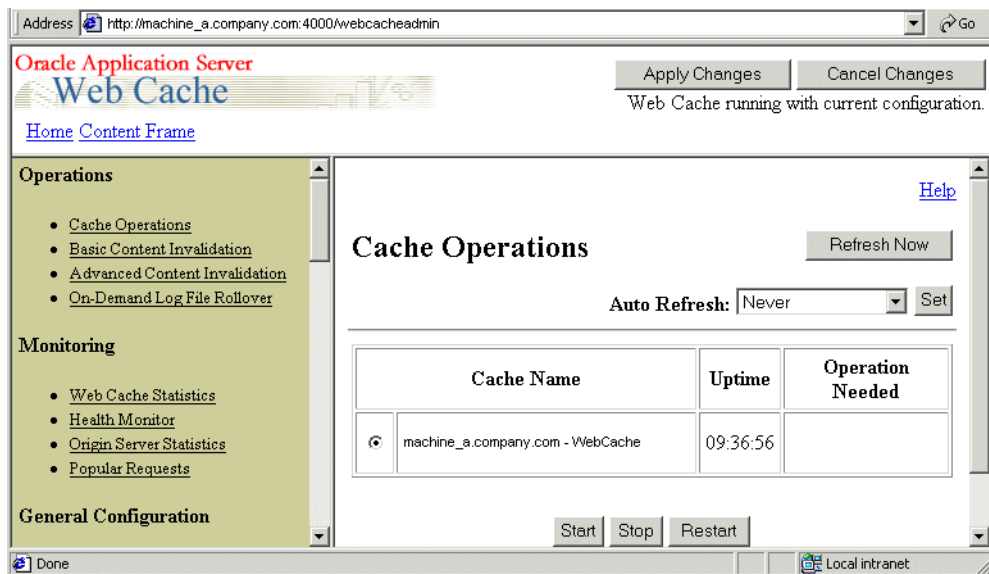 Address http://machine_a.company.com:4000/webcacheadmin Go
Oracle Application Server
Web Cache
Apply Changes Cancel Changes
Web Cache running with current configuration.
Home Content Frame
Operations
Cache Operations
Basic Content Invalidation
Advanced Content Invalidation
On-Demand Log File Rollover
Monitoring
Web Cache Statistics
Health Monitor
Origin Server Statistics
Popular Requests
General Configuration
Help
Cache Operations Refresh Now
Auto Refresh: Never Set
Cache Name Uptime Operation Needed
machine_a.company.com - WebCache 09:36:56
Start Stop Restart
Done Local intranet